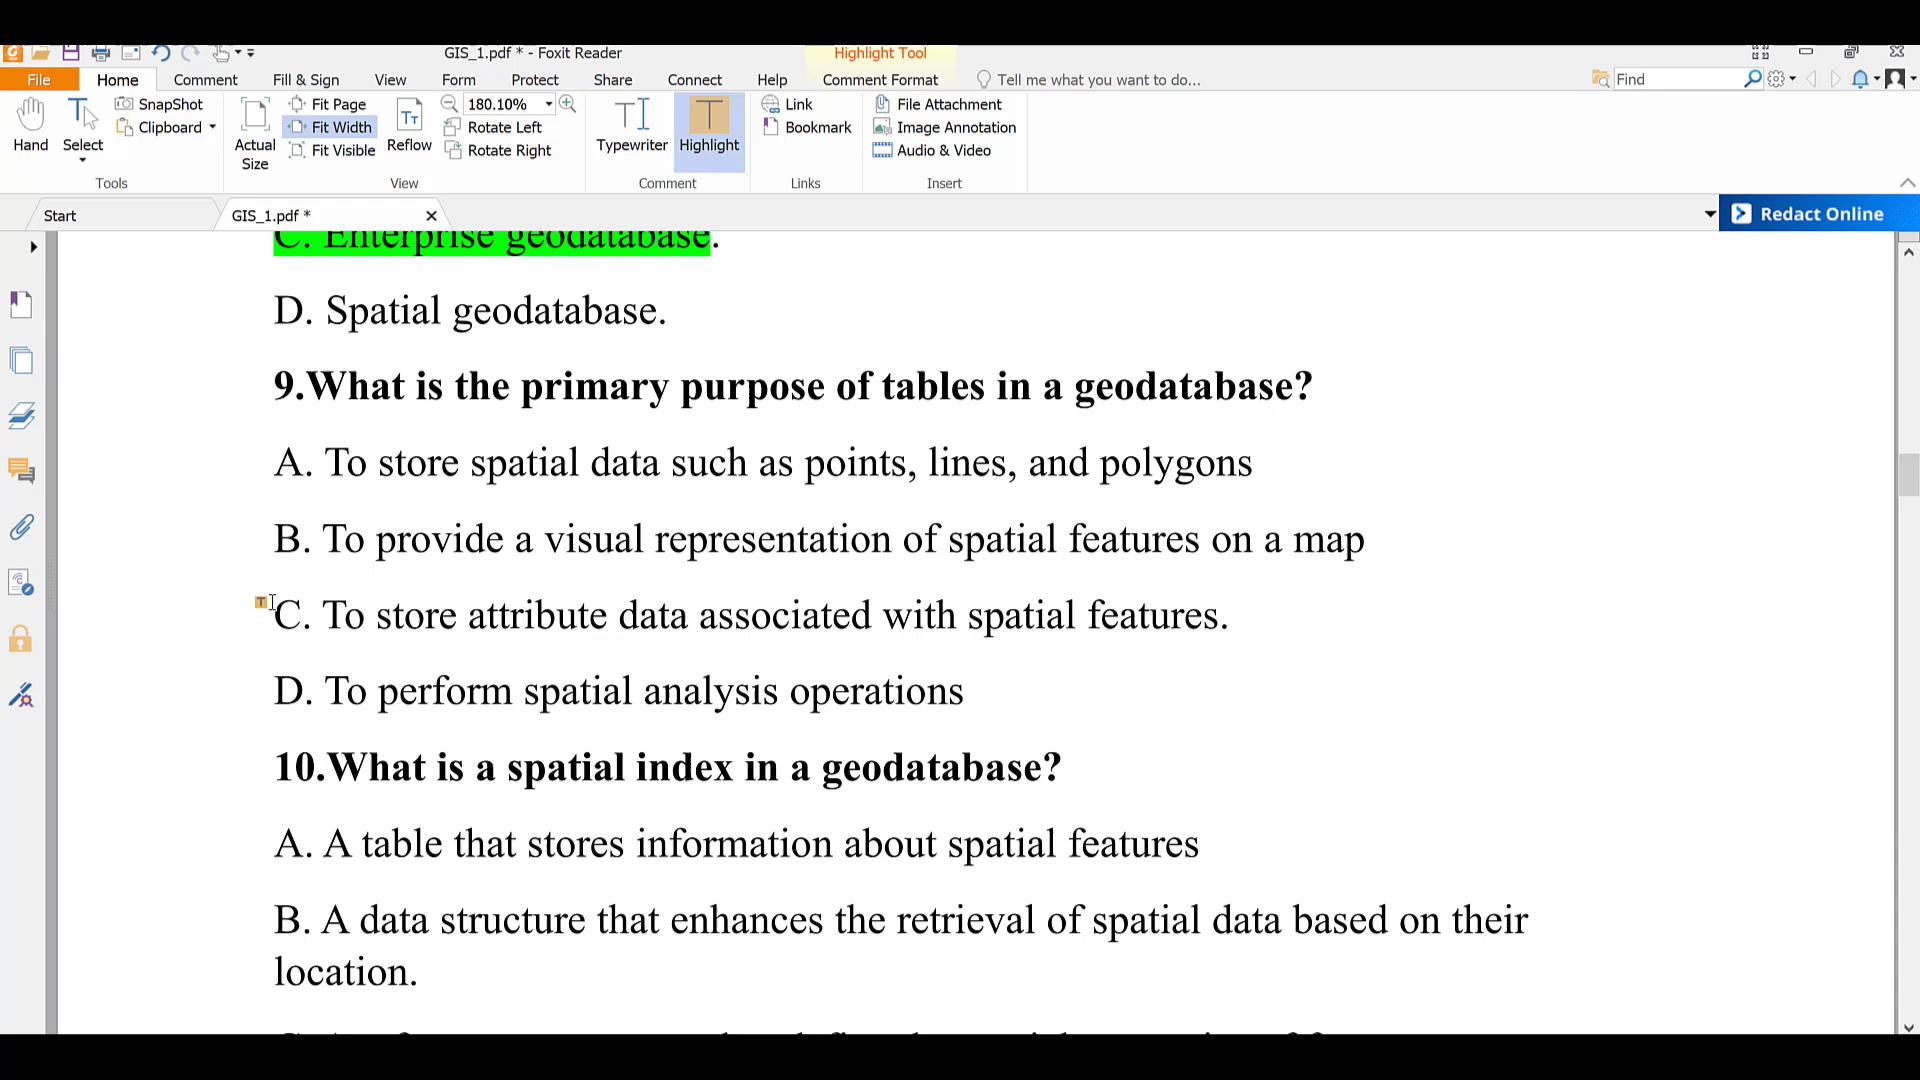 GIS_1.pdf * - Foxit Reader
Highlight Tool
File
Home
Comment
Fill & Sign
View
Form
Protect
Share
Connect
Help
Comment Format
Tell me what you want to do...
Find
Hand
Select
SnapShot
Clipboard
Actual
Size
Fit Page
Fit Width
Fit Visible
Reflow
180.10%
Rotate Left
Rotate Right
Typewriter
Highlight
Link
Bookmark
File Attachment
Image Annotation
Audio & Video
Tools
View
Comment
Links
Insert
Start
GIS_1.pdf *
Redact Online
C. Enterprise geodatabase.
D. Spatial geodatabase.
9.What is the primary purpose of tables in a geodatabase?
A. To store spatial data such as points, lines, and polygons
B. To provide a visual representation of spatial features on a map
C. To store attribute data associated with spatial features.
D. To perform spatial analysis operations
10.What is a spatial index in a geodatabase?
A. A table that stores information about spatial features
B. A data structure that enhances the retrieval of spatial data based on their
location.